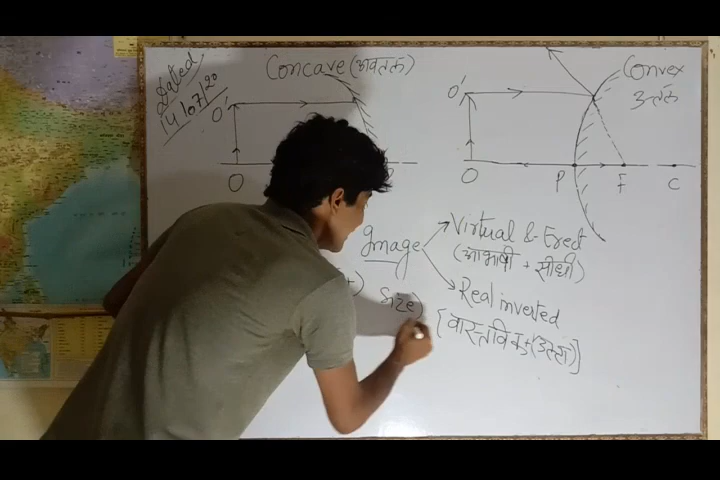 Dated
14/07/20
Concave (अवतल)
O'
O
Convex
उत्तल
O'
O
P
F
C
Image
Virtual & Erect
(आभाषी + सीधी)
Real inverted
[वास्तविक + (उल्टा)]
Size)